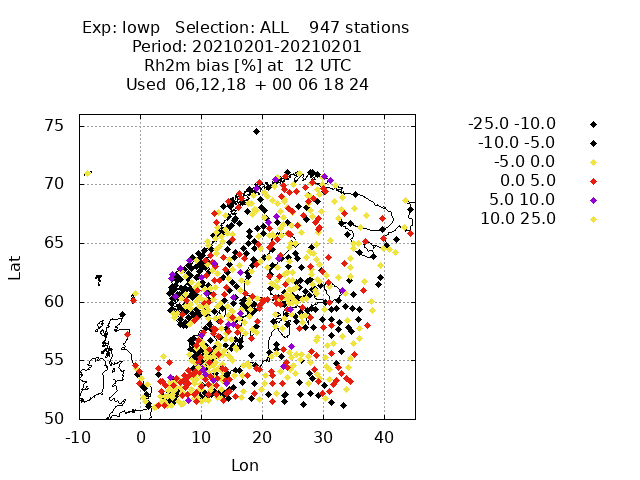 Exp: lowp   Selection: ALL    947 stations
Period: 20210201-20210201
Rh2m bias [%] at  12 UTC
Used  06,12,18  + 00 06 18 24
-25.0 -10.0
-10.0 -5.0
-5.0 0.0
0.0 5.0
5.0 10.0
10.0 25.0
75
70
65
60
55
50
Lat
-10 0 10 20 30 40
Lon